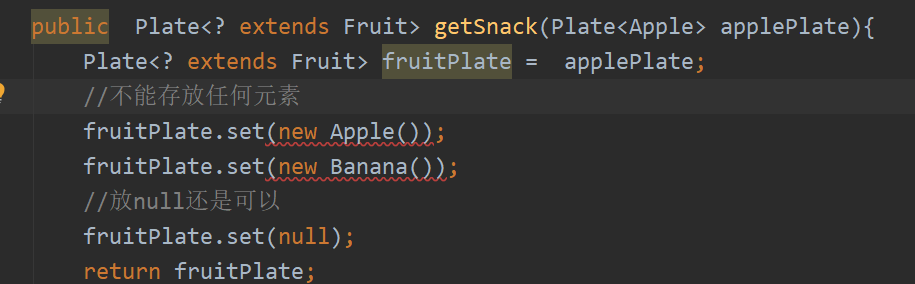 public  Plate<? extends Fruit> getSnack(Plate<Apple> applePlate){
Plate<? extends Fruit> fruitPlate =  applePlate;
//不能存放任何元素
fruitPlate.set(new Apple());
fruitPlate.set(new Banana());
//放null还是可以
fruitPlate.set(null);
return fruitPlate;